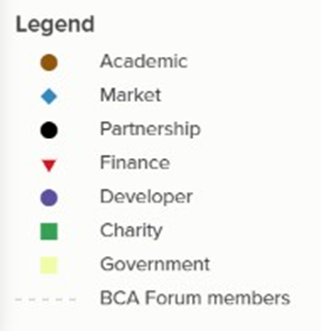 Legend
Academic
Market
Partnership
Finance
Developer
Charity
Government
BCA Forum members